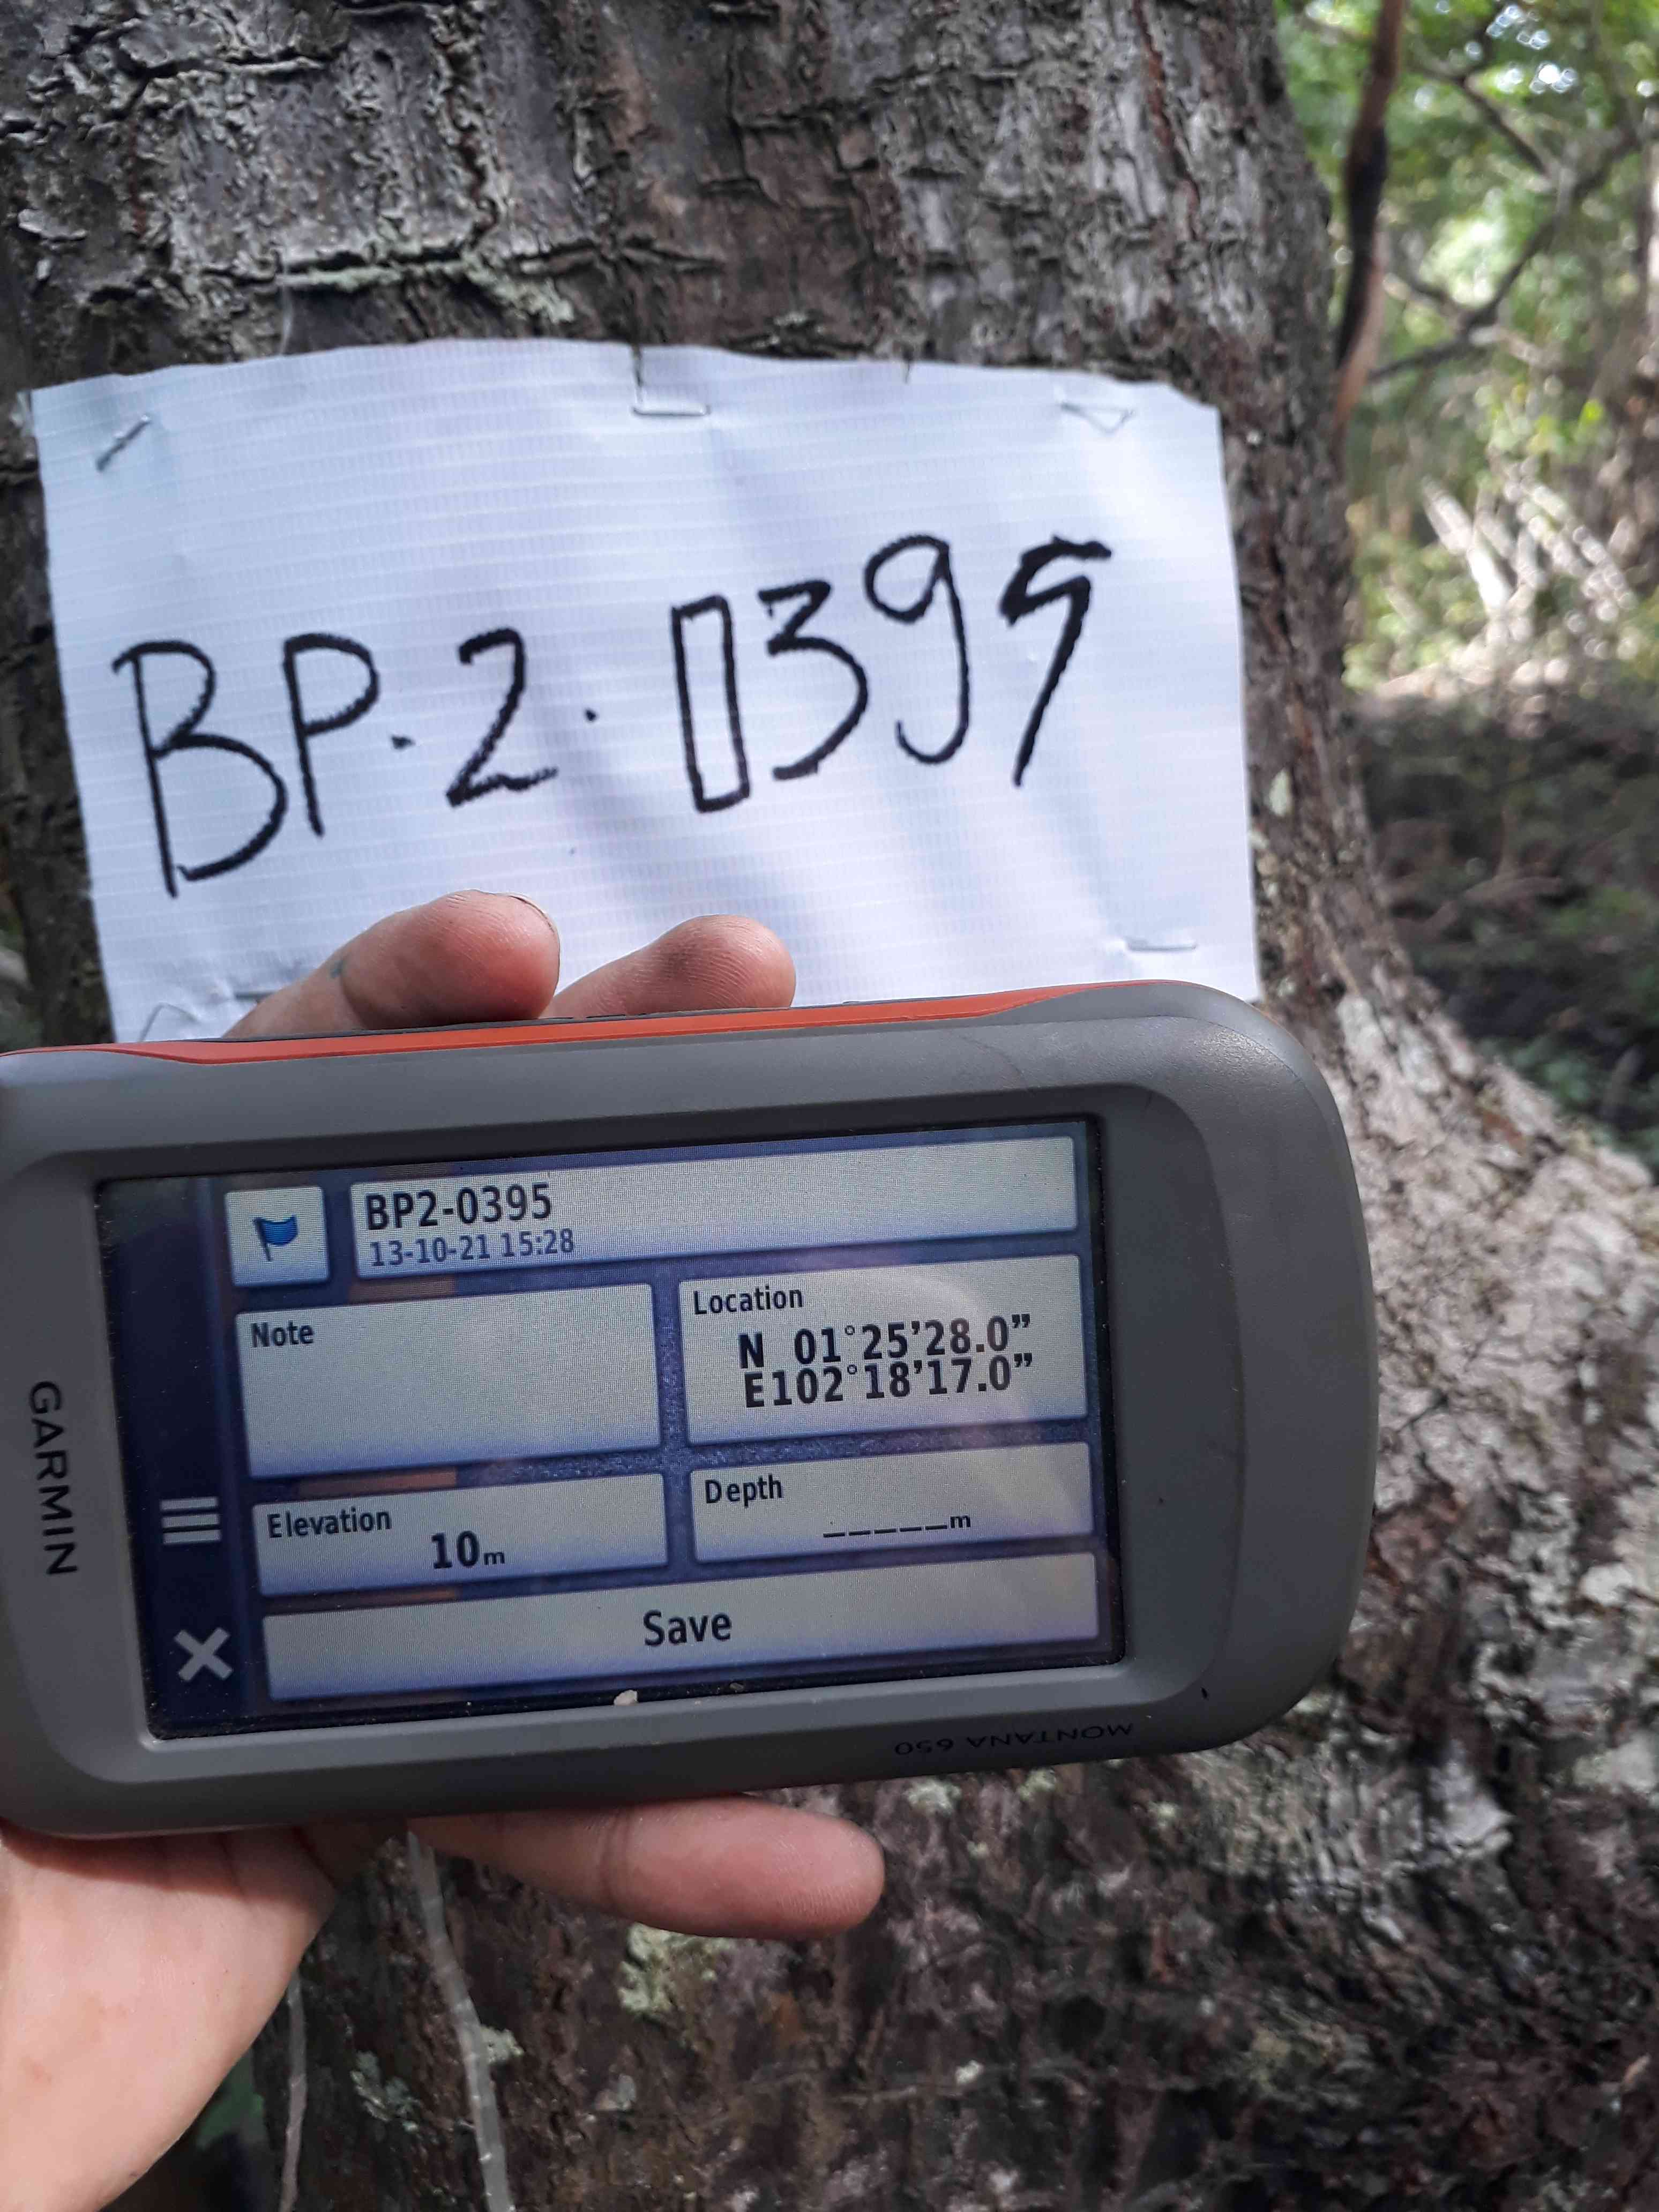 BP.2.0395
BP2-0395
13-10-21 15:28
Note
Location
N 01°25'28.0"
E102°18'17.0"
Elevation
10m
Depth
_____m
Save
GARMIN
MONTANA 650